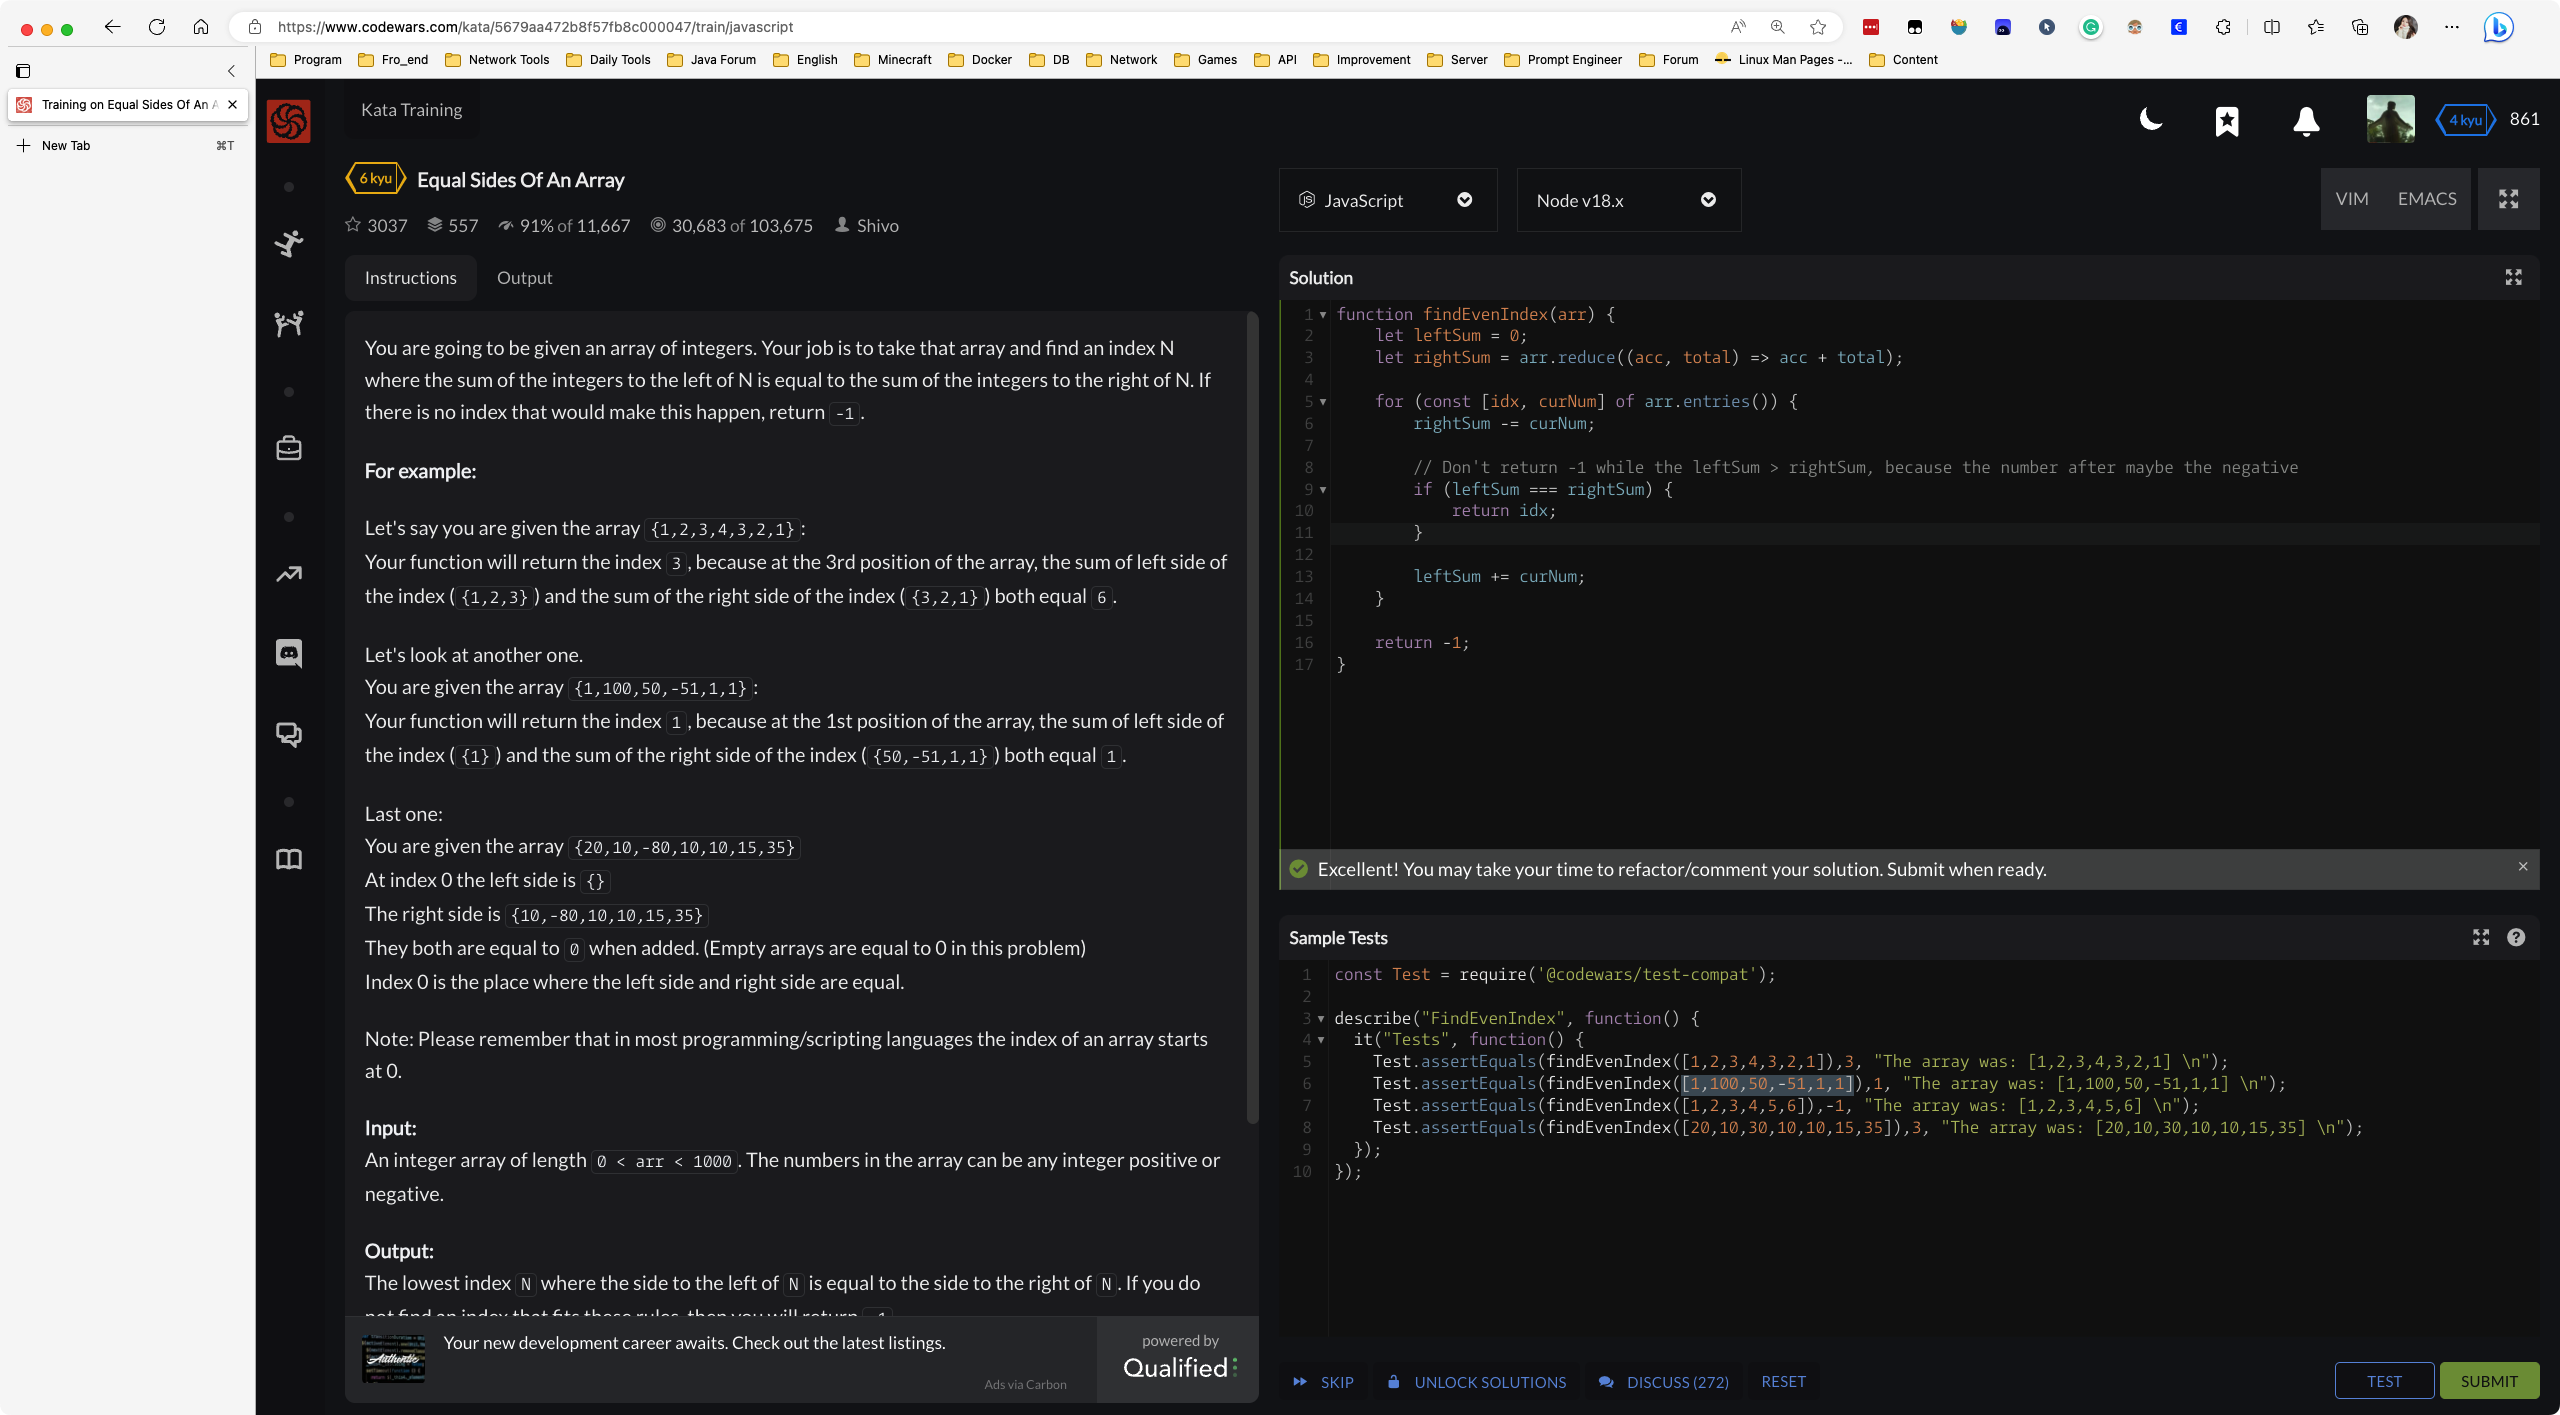 https://www.codewars.com/kata/5679aa472b8f57fb8c000047/train/javascript
Program Fro_end Network Tools Daily Tools Java Forum English Minecraft Docker DB Network Games API Improvement Server Prompt Engineer Forum Linux Man Pages -... Content
Training on Equal Sides Of An A
New Tab ⌘T
Kata Training
4 kyu 861
6 kyu Equal Sides Of An Array
3037 557 91% of 11,667 30,683 of 103,675 Shivo
JavaScript
Node v18.x
VIM EMACS
Instructions Output
You are going to be given an array of integers. Your job is to take that array and find an index N
where the sum of the integers to the left of N is equal to the sum of the integers to the right of N. If
there is no index that would make this happen, return -1.
For example:
Let's say you are given the array {1,2,3,4,3,2,1}:
Your function will return the index 3, because at the 3rd position of the array, the sum of left side of
the index ({1,2,3}) and the sum of the right side of the index ({3,2,1}) both equal 6.
Let's look at another one.
You are given the array {1,100,50,-51,1,1}:
Your function will return the index 1, because at the 1st position of the array, the sum of left side of
the index ({1}) and the sum of the right side of the index ({50,-51,1,1}) both equal 1.
Last one:
You are given the array {20,10,-80,10,10,15,35}
At index 0 the left side is {}
The right side is {10,-80,10,10,15,35}
They both are equal to 0 when added. (Empty arrays are equal to 0 in this problem)
Index 0 is the place where the left side and right side are equal.
Note: Please remember that in most programming/scripting languages the index of an array starts
at 0.
Input:
An integer array of length 0 < arr < 1000. The numbers in the array can be any integer positive or
negative.
Output:
The lowest index N where the side to the left of N is equal to the side to the right of N. If you do
not find an index that fits these rules, then you will return -1
Authentic
Your new development career awaits. Check out the latest listings.
Ads via Carbon
powered by
Qualified
Solution
1 function findEvenIndex(arr) {
2 let leftSum = 0;
3 let rightSum = arr.reduce((acc, total) => acc + total);
4
5 for (const [idx, curNum] of arr.entries()) {
6 rightSum -= curNum;
7
8 // Don't return -1 while the leftSum > rightSum, because the number after maybe the negative
9 if (leftSum === rightSum) {
10 return idx;
11 }
12
13 leftSum += curNum;
14 }
15
16 return -1;
17 }
Excellent! You may take your time to refactor/comment your solution. Submit when ready.
Sample Tests
1 const Test = require('@codewars/test-compat');
2
3 describe("FindEvenIndex", function() {
4 it("Tests", function() {
5 Test.assertEquals(findEvenIndex([1,2,3,4,3,2,1]),3, "The array was: [1,2,3,4,3,2,1] \n");
6 Test.assertEquals(findEvenIndex([1,100,50,-51,1,1]),1, "The array was: [1,100,50,-51,1,1] \n");
7 Test.assertEquals(findEvenIndex([1,2,3,4,5,6]),-1, "The array was: [1,2,3,4,5,6] \n");
8 Test.assertEquals(findEvenIndex([20,10,30,10,10,15,35]),3, "The array was: [20,10,30,10,10,15,35] \n");
9 });
10 });
SKIP UNLOCK SOLUTIONS DISCUSS (272) RESET
TEST SUBMIT